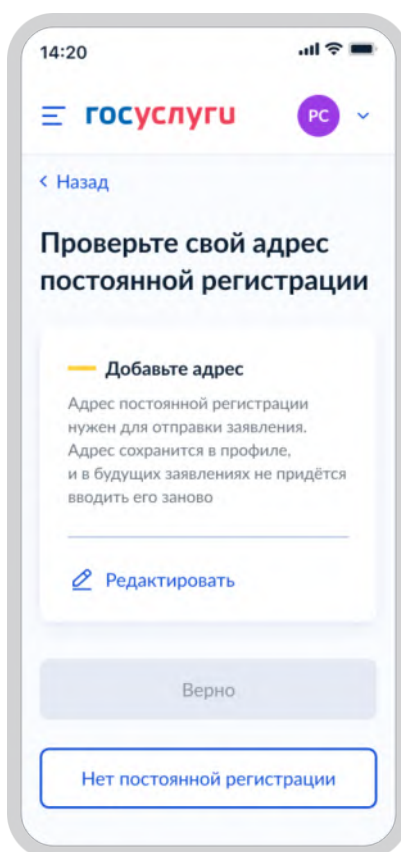 14:20
госуслуги
РС
Назад
Проверьте свой адрес
постоянной регистрации
Добавьте адрес
Адрес постоянной регистрации
нужен для отправки заявления.
Адрес сохранится в профиле,
и в будущих заявлениях не придётся
вводить его заново
Редактировать
Верно
Нет постоянной регистрации